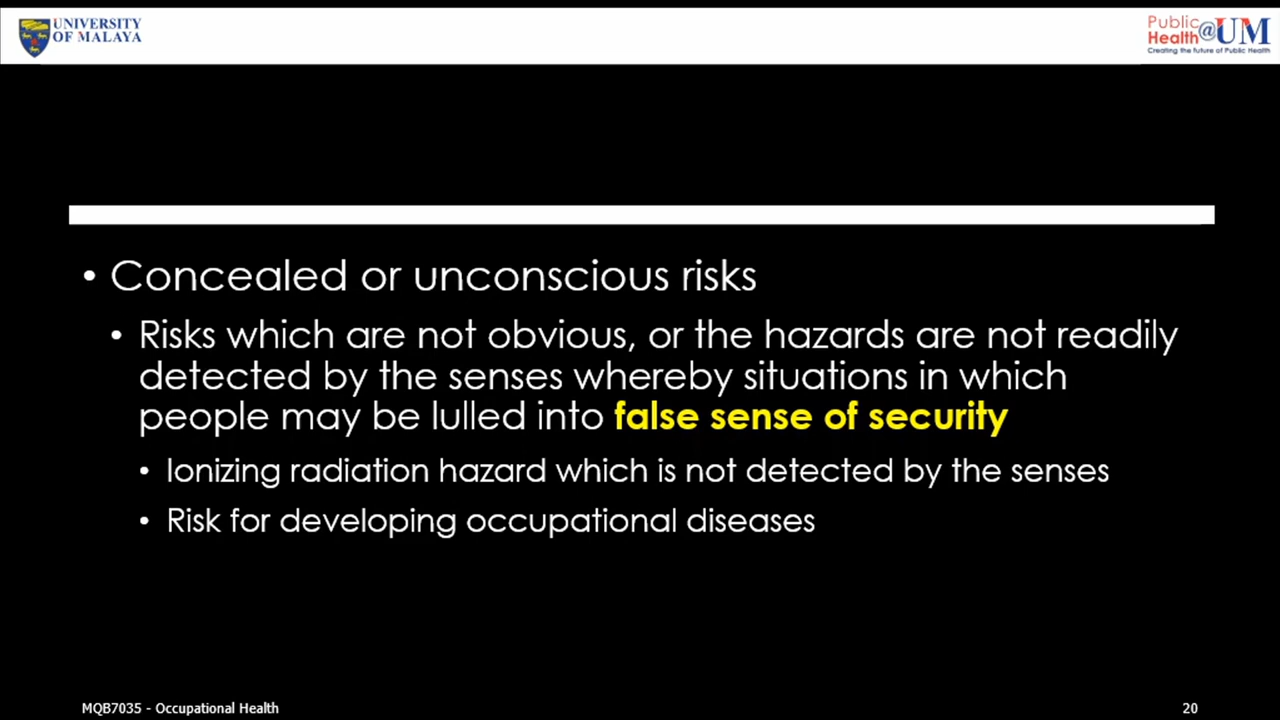 UNIVERSITY
OF MALAYA
Public
Health@UM
Creating the future of Public Health
• Concealed or unconscious risks
• Risks which are not obvious, or the hazards are not readily
detected by the senses whereby situations in which
people may be lulled into false sense of security
• Ionizing radiation hazard which is not detected by the senses
• Risk for developing occupational diseases
MQB7035 - Occupational Health
20